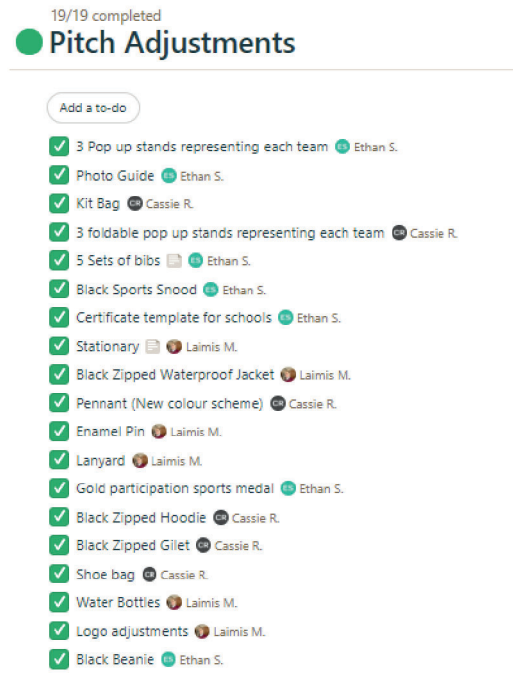 19/19 completed
Pitch Adjustments
Add a to-do
3 Pop up stands representing each team ES Ethan S.
Photo Guide ES Ethan S.
Kit Bag CR Cassie R.
3 foldable pop up stands representing each team CR Cassie R.
5 Sets of bibs ES Ethan S.
Black Sports Snood ES Ethan S.
Certificate template for schools ES Ethan S.
Stationary Laimis M.
Black Zipped Waterproof Jacket Laimis M.
Pennant (New colour scheme) CR Cassie R.
Enamel Pin Laimis M.
Lanyard Laimis M.
Gold participation sports medal ES Ethan S.
Black Zipped Hoodie CR Cassie R.
Black Zipped Gilet CR Cassie R.
Shoe bag CR Cassie R.
Water Bottles Laimis M.
Logo adjustments Laimis M.
Black Beanie ES Ethan S.